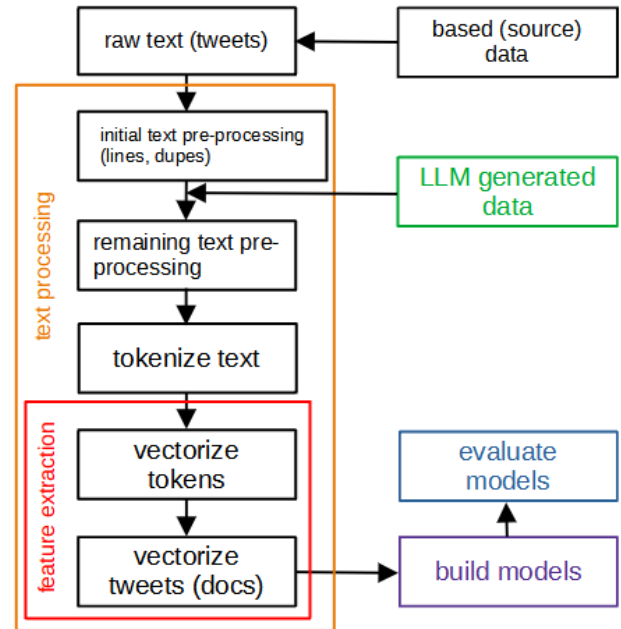 raw text (tweets)
based (source)
data
initial text pre-processing
(lines, dupes)
LLM generated
data
remaining text pre-
processing
text processing
tokenize text
feature extraction
vectorize
tokens
evaluate
models
vectorize
tweets (docs)
build models